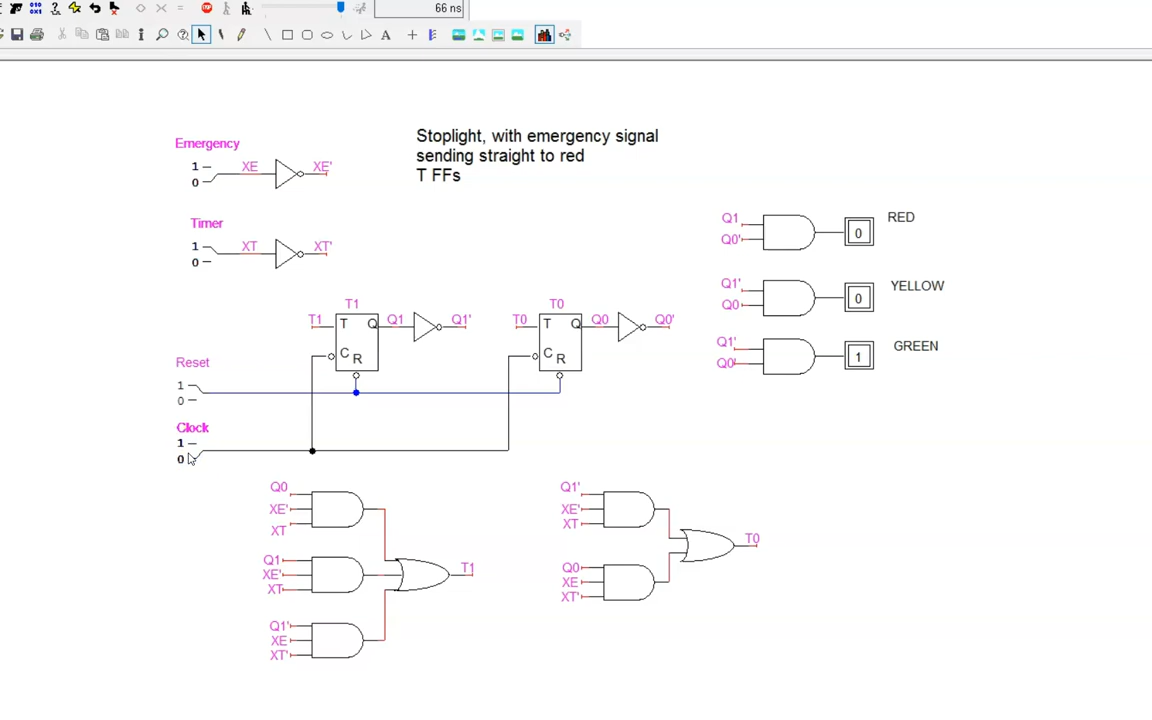 66 ns
Emergency
1
0
XE
XE'
Stoplight, with emergency signal
sending straight to red
T FFs
Timer
1
0
XT
XT'
Q1
Q0'
0
RED
Q1'
Q0
0
YELLOW
Q1'
Q0'
1
GREEN
T1
T1
T
Q
C
R
Q1
Q1'
T0
T0
T
Q
C
R
Q0
Q0'
Reset
1
0
Clock
1
0
Q0
XE'
XT
Q1
XE'
XT
Q1'
XE
XT'
T1
Q1'
XE'
XT
Q0
XE
XT'
T0